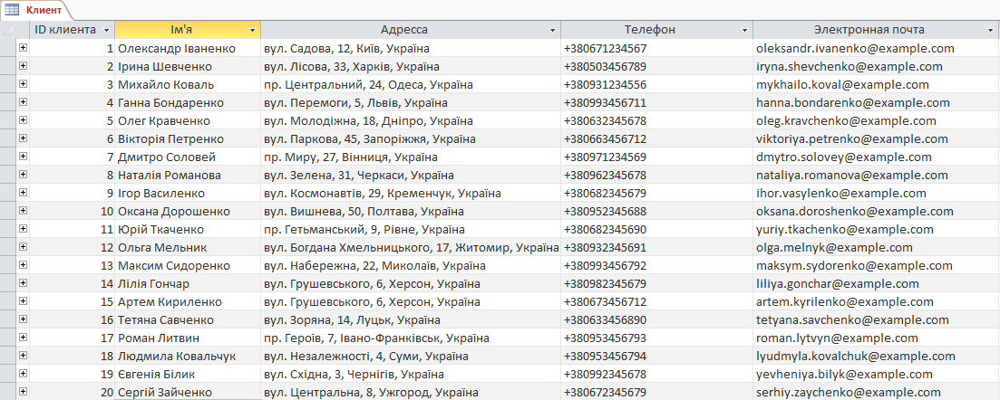 Клиент
ID клиента Ім'я Адресса Телефон Электронная почта
1 Олександр Іваненко вул. Садова, 12, Київ, Україна +380671234567 oleksandr.ivanenko@example.com
2 Ірина Шевченко вул. Лісова, 33, Харків, Україна +380503456789 iryna.shevchenko@example.com
3 Михайло Коваль пр. Центральний, 24, Одеса, Україна +380931234556 mykhailo.koval@example.com
4 Ганна Бондаренко вул. Перемоги, 5, Львів, Україна +380993456711 hanna.bondarenko@example.com
5 Олег Кравченко вул. Молодіжна, 18, Дніпро, Україна +380632345678 oleg.kravchenko@example.com
6 Вікторія Петренко вул. Паркова, 45, Запоріжжя, Україна +380663456712 viktoriya.petrenko@example.com
7 Дмитро Соловей пр. Миру, 27, Вінниця, Україна +380971234569 dmytro.solovey@example.com
8 Наталія Романова вул. Зелена, 31, Черкаси, Україна +380962345678 nataliya.romanova@example.com
9 Ігор Василенко вул. Космонавтів, 29, Кременчук, Україна +380682345679 ihor.vasylenko@example.com
10 Оксана Дорошенко вул. Вишнева, 50, Полтава, Україна +380952345688 oksana.doroshenko@example.com
11 Юрій Ткаченко пр. Гетьманський, 9, Рівне, Україна +380682345690 yuriy.tkachenko@example.com
12 Ольга Мельник вул. Богдана Хмельницького, 17, Житомир, Україна +380932345691 olga.melnyk@example.com
13 Максим Сидоренко вул. Набережна, 22, Миколаїв, Україна +380993456792 maksym.sydorenko@example.com
14 Лілія Гончар вул. Грушевського, 6, Херсон, Україна +380982345679 liliya.gonchar@example.com
15 Артем Кириленко вул. Грушевського, 6, Херсон, Україна +380673456712 artem.kyrilenko@example.com
16 Тетяна Савченко вул. Зоряна, 14, Луцьк, Україна +380633456890 tetyana.savchenko@example.com
17 Роман Литвин пр. Героїв, 7, Івано-Франківськ, Україна +380953456793 roman.lytvyn@example.com
18 Людмила Ковальчук вул. Незалежності, 4, Суми, Україна +380953456794 lyudmyla.kovalchuk@example.com
19 Євгенія Білик вул. Східна, 3, Чернігів, Україна +380992345678 yevheniya.bilyk@example.com
20 Сергій Зайченко вул. Центральна, 8, Ужгород, Україна +380672345679 serhiy.zaychenko@example.com